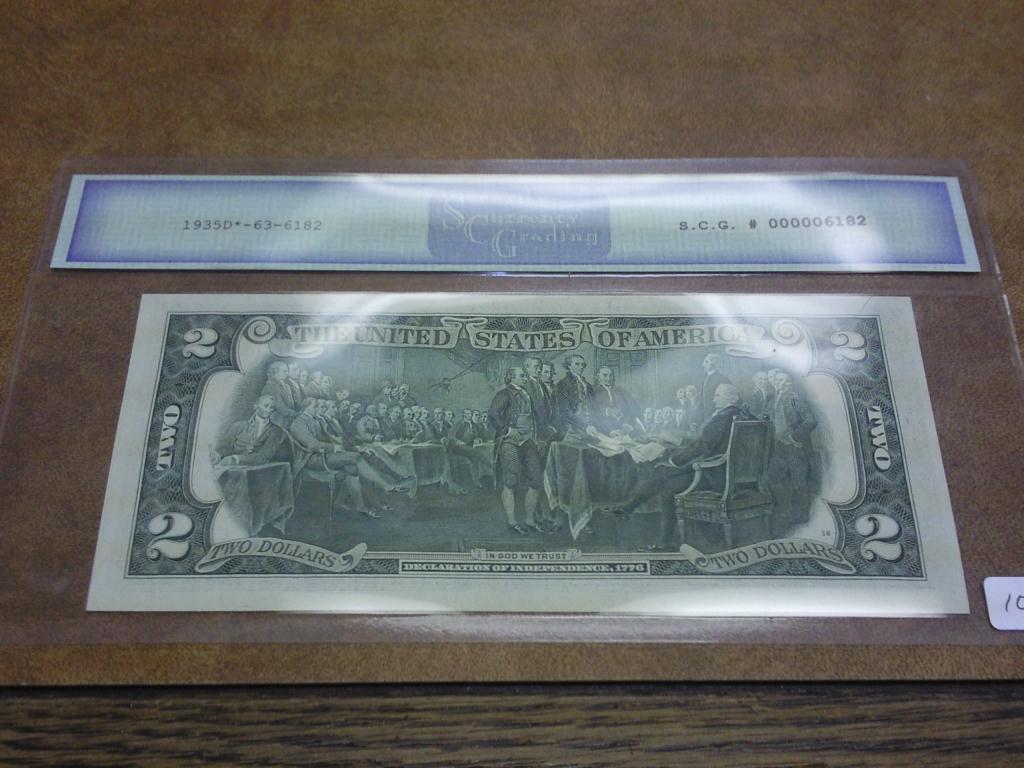 1935D*-63-6182
Currency
Grading
S.C.G. # 000006182
THE UNITED STATES OF AMERICA
2
2
TWO
TWO
2
2
16
TWO DOLLARS
TWO DOLLARS
IN GOD WE TRUST
DECLARATION OF INDEPENDENCE, 1776